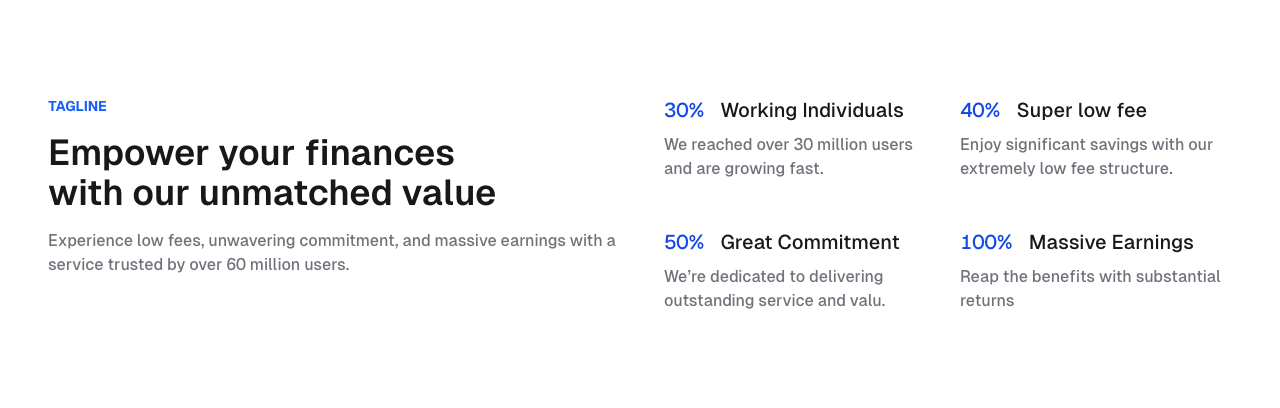 TAGLINE
Empower your finances
with our unmatched value
Experience low fees, unwavering commitment, and massive earnings with a
service trusted by over 60 million users.
30% Working Individuals
We reached over 30 million users
and are growing fast.
40% Super low fee
Enjoy significant savings with our
extremely low fee structure.
50% Great Commitment
We’re dedicated to delivering
outstanding service and valu.
100% Massive Earnings
Reap the benefits with substantial
returns